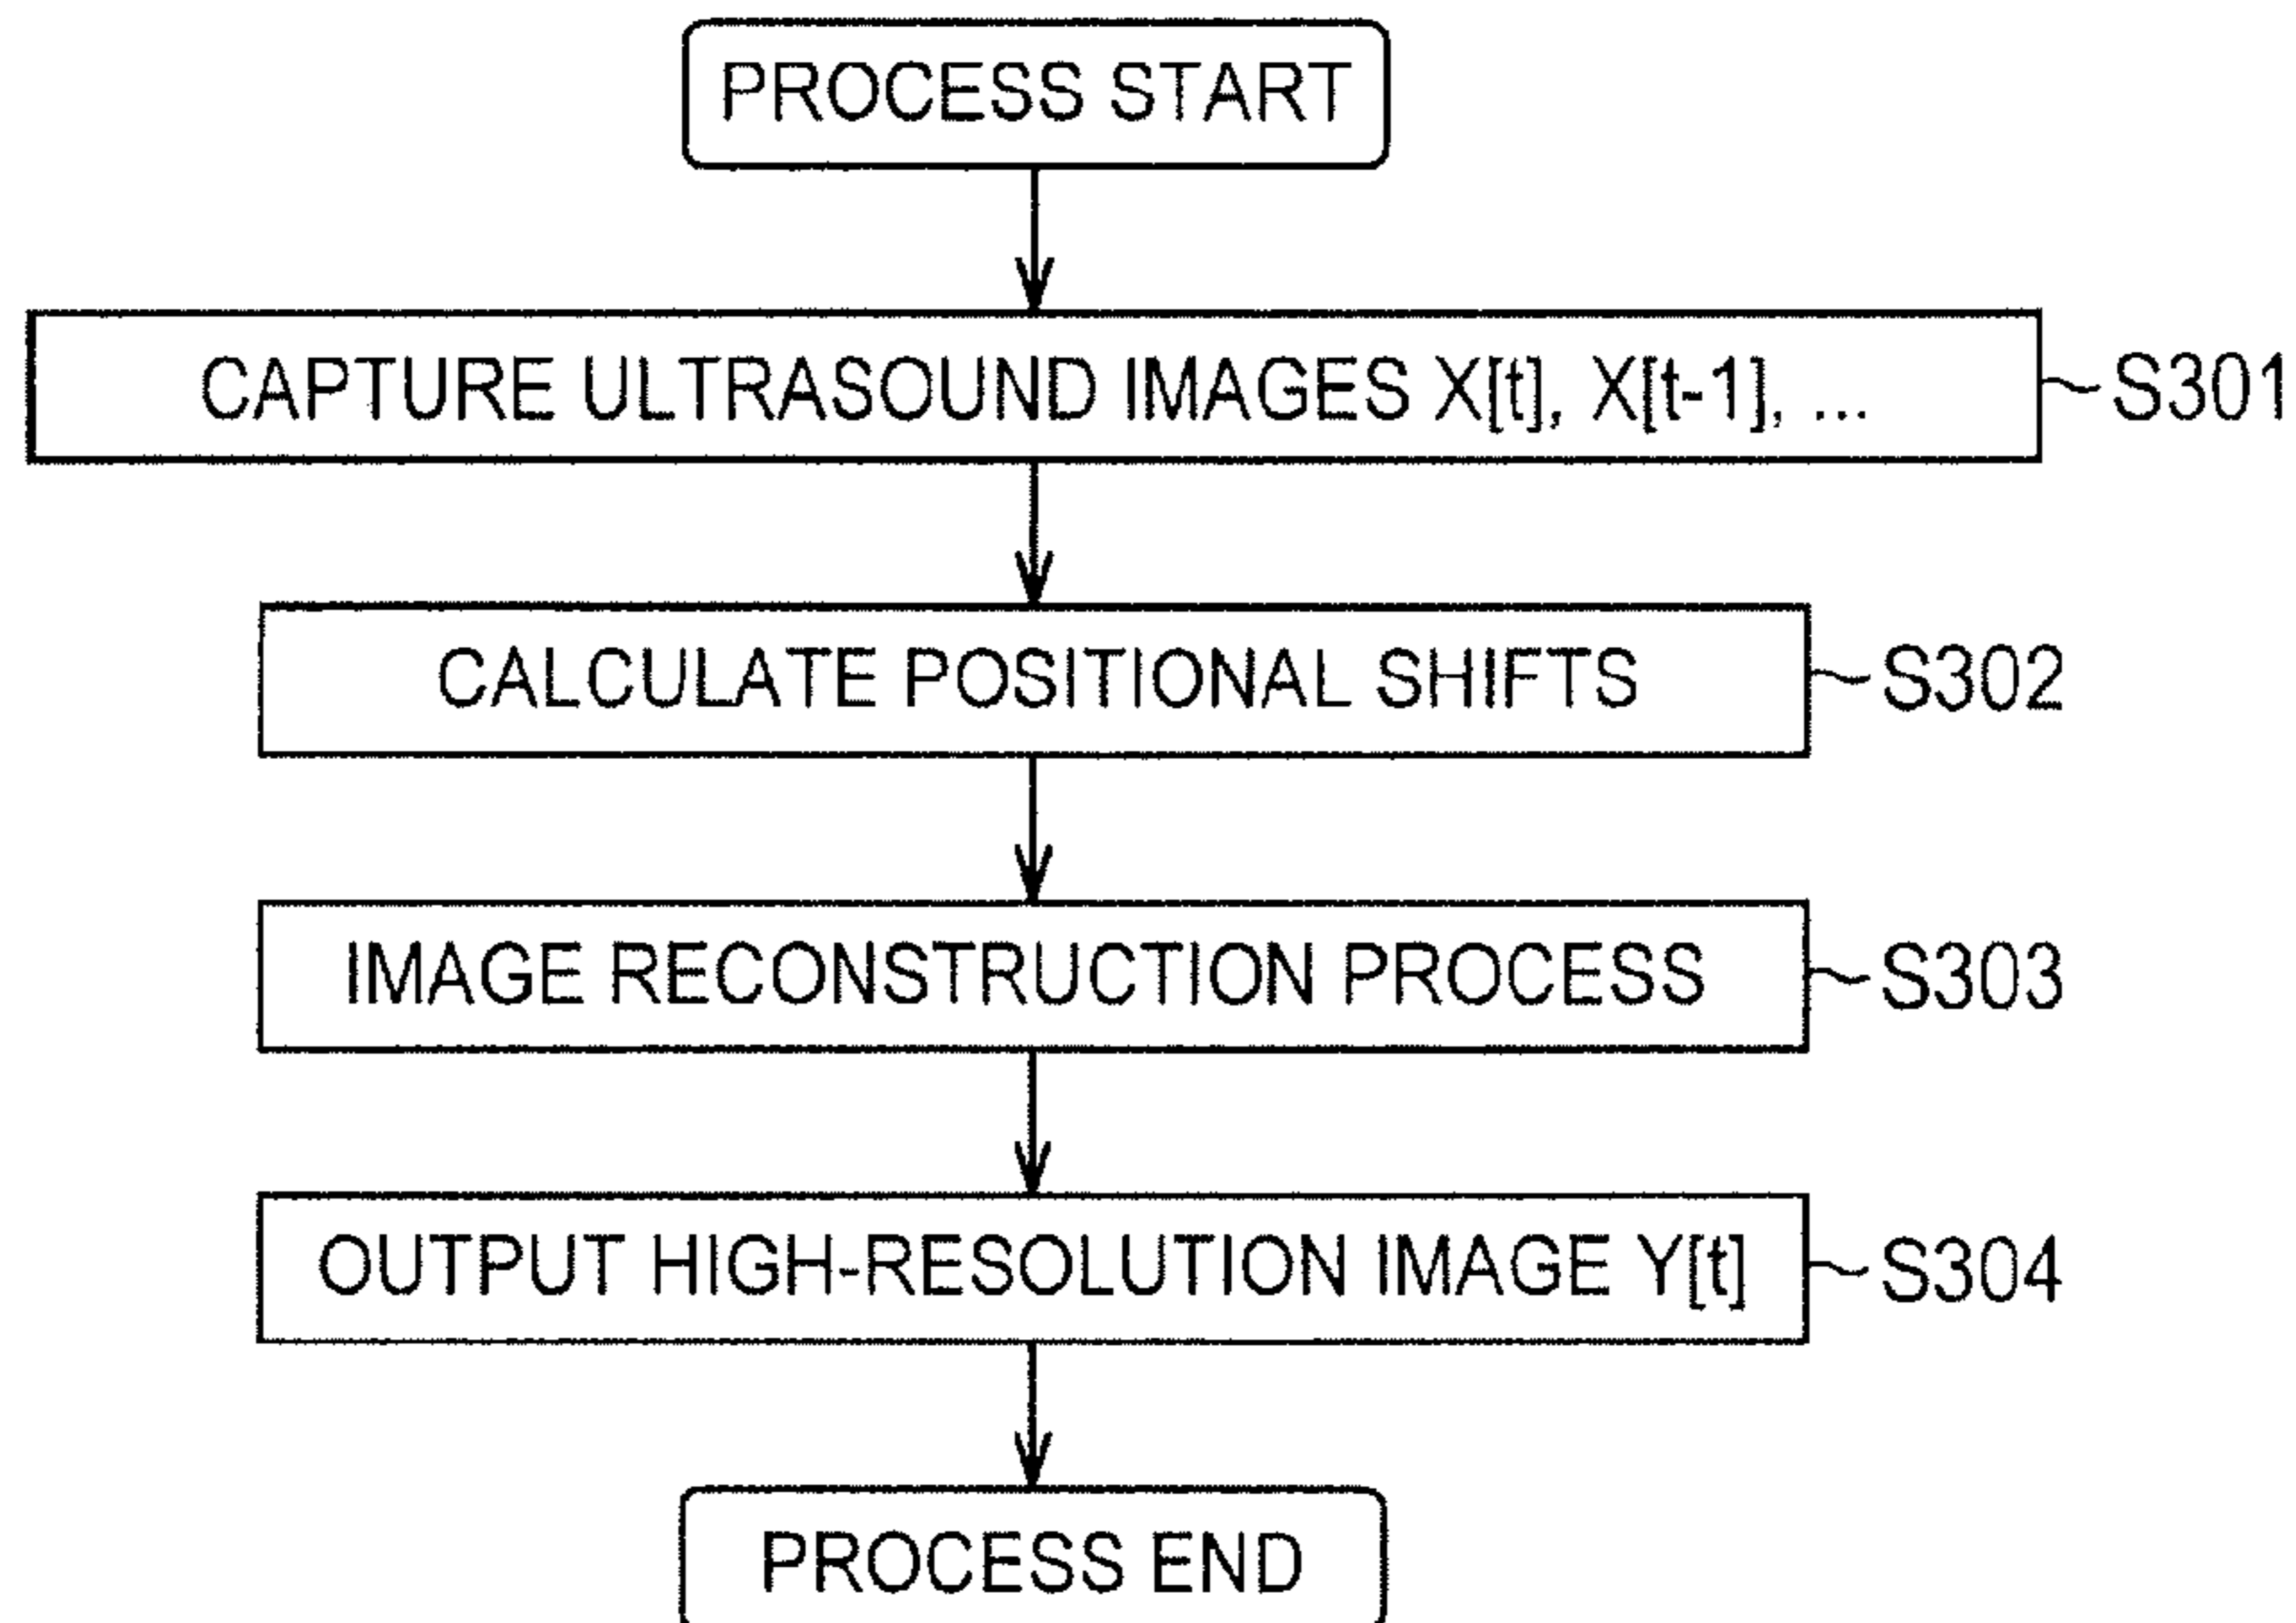 PROCESS START
CAPTURE ULTRASOUND IMAGES X[t], X[t-1], ...
S301
CALCULATE POSITIONAL SHIFTS
S302
IMAGE RECONSTRUCTION PROCESS
S303
OUTPUT HIGH-RESOLUTION IMAGE Y[t]
S304
PROCESS END